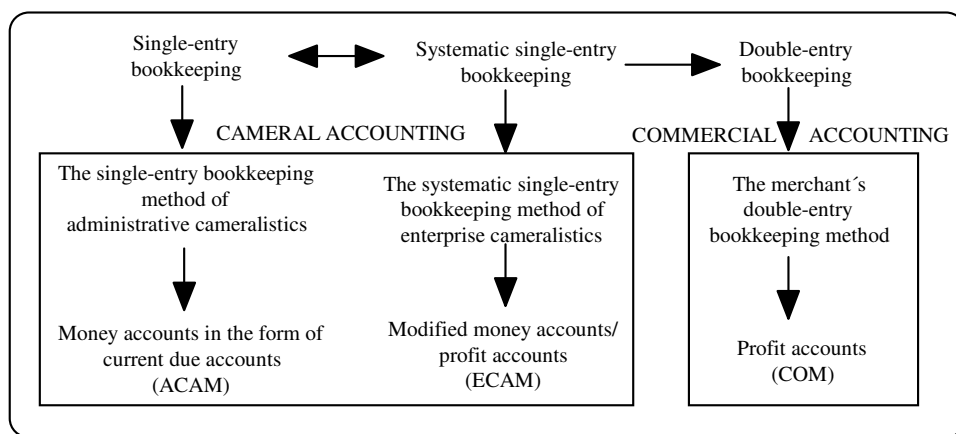 Single-entry
bookkeeping
Systematic single-entry
bookkeeping
Double-entry
bookkeeping
CAMERAL ACCOUNTING
COMMERCIAL ACCOUNTING
The single-entry bookkeeping
method of
administrative cameralistics
The systematic single-entry
bookkeeping method of
enterprise cameralistics
The merchant´s
double-entry
bookkeeping method
Money accounts in the form of
current due accounts
(ACAM)
Modified money accounts/
profit accounts
(ECAM)
Profit accounts
(COM)